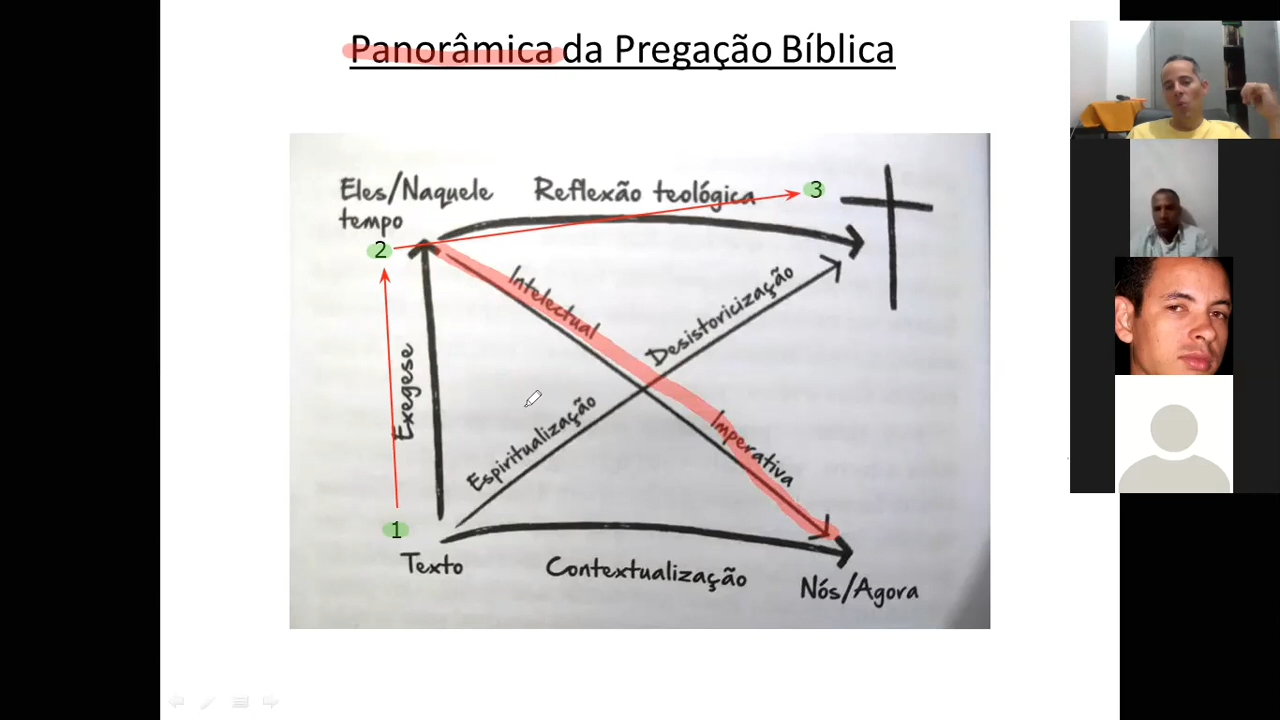 Panorâmica da Pregação Bíblica
Eles/Naquele
tempo
Reflexão teológica
3
2
Intelectual
Desistoricização
Exegese
Espiritualização
Imperativa
1
Texto
Contextualização
Nós/Agora